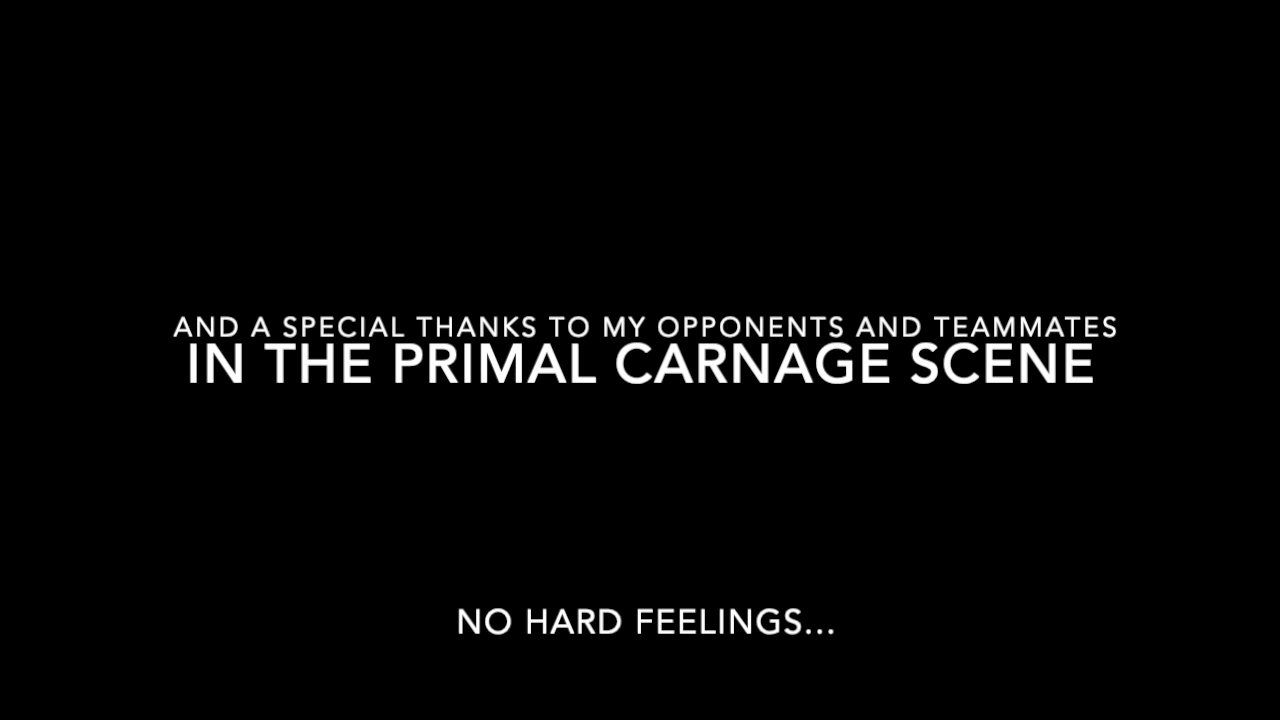 AND A SPECIAL THANKS TO MY OPPONENTS AND TEAMMATES
IN THE PRIMAL CARNAGE SCENE
NO HARD FEELINGS...